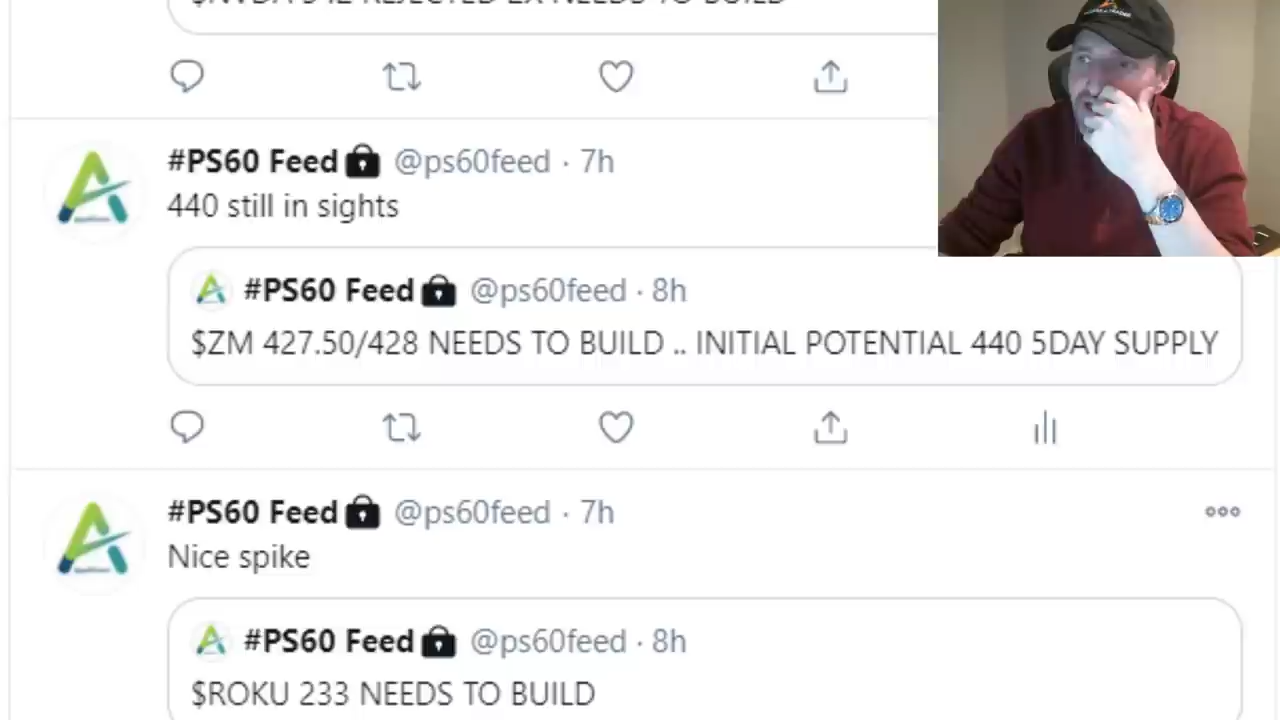 #PS60 Feed @ps60feed · 7h
440 still in sights
#PS60 Feed @ps60feed · 8h
$ZM 427.50/428 NEEDS TO BUILD .. INITIAL POTENTIAL 440 5DAY SUPPLY
#PS60 Feed @ps60feed · 7h
Nice spike
#PS60 Feed @ps60feed · 8h
$ROKU 233 NEEDS TO BUILD